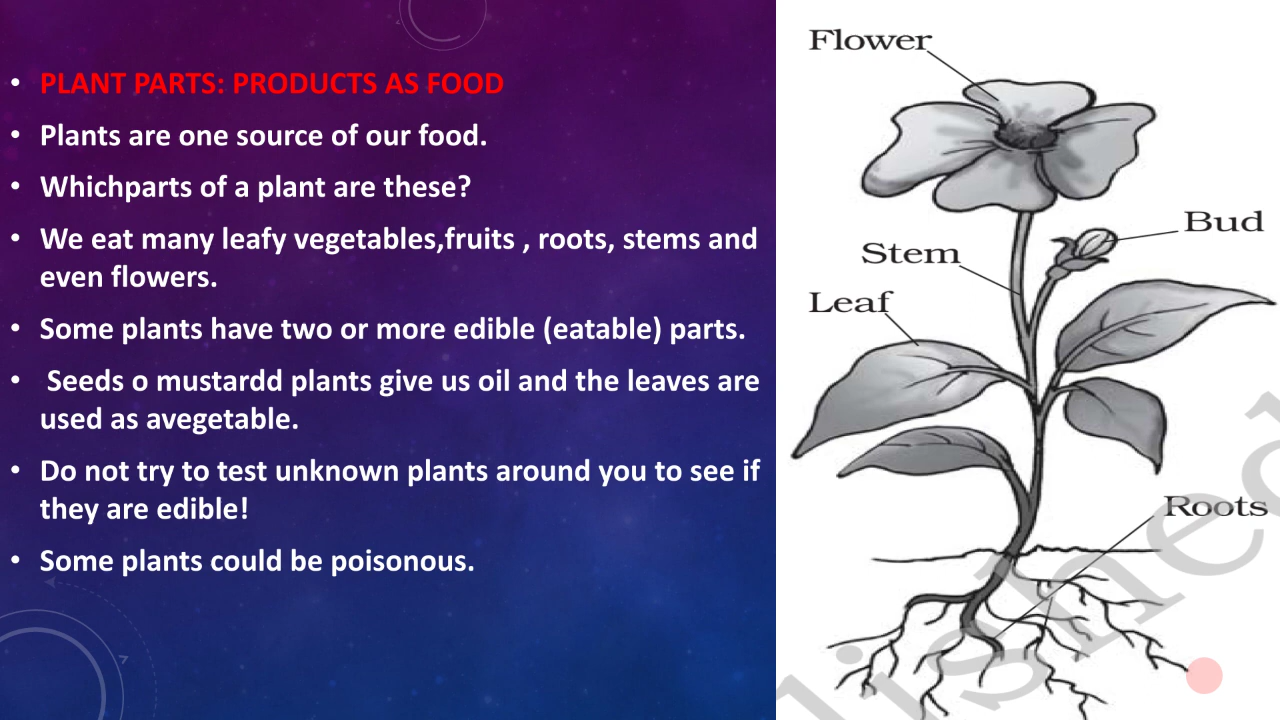 • PLANT PARTS: PRODUCTS AS FOOD
• Plants are one source of our food.
• Whichparts of a plant are these?
• We eat many leafy vegetables,fruits , roots, stems and
even flowers.
• Some plants have two or more edible (eatable) parts.
• Seeds o mustardd plants give us oil and the leaves are
used as avegetable.
• Do not try to test unknown plants around you to see if
they are edible!
• Some plants could be poisonous.
Flower
Bud
Stem
Leaf
Roots
lished